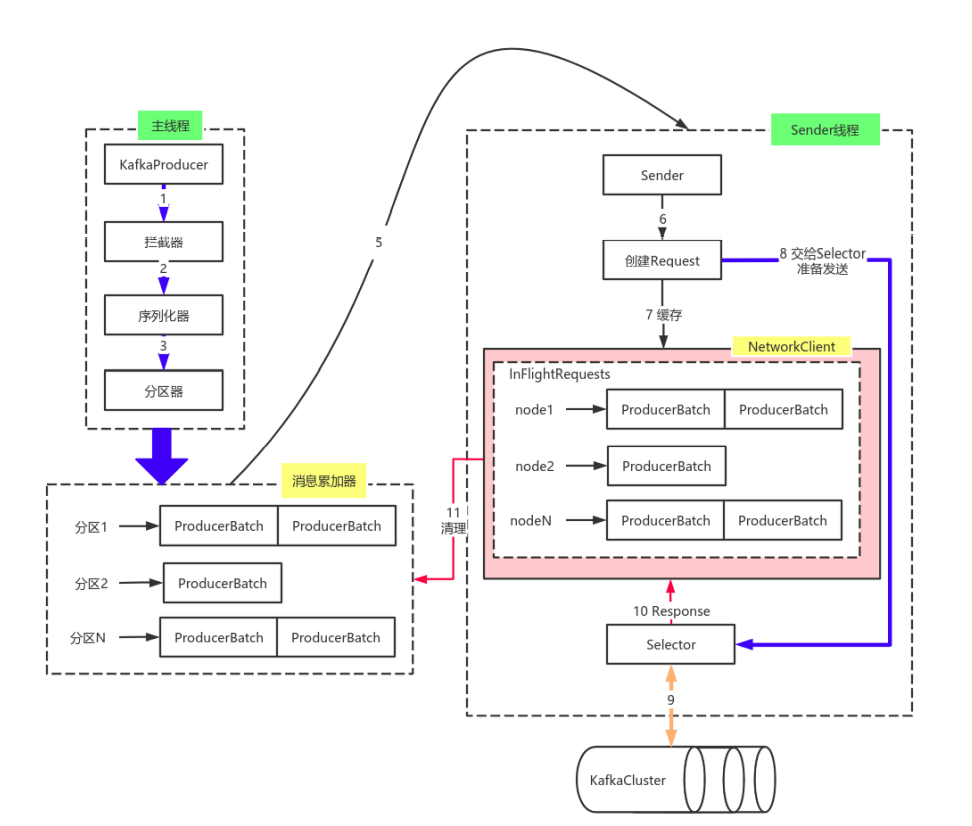 主线程
KafkaProducer
1
拦截器
2
序列化器
3
分区器
消息累加器
分区1
ProducerBatch
ProducerBatch
分区2
ProducerBatch
分区N
ProducerBatch
ProducerBatch
5
Sender线程
Sender
6
创建Request
8 交给Selector
准备发送
7 缓存
NetworkClient
InFlightRequests
node1
ProducerBatch
ProducerBatch
node2
ProducerBatch
nodeN
ProducerBatch
ProducerBatch
11
清理
10 Response
Selector
9
KafkaCluster